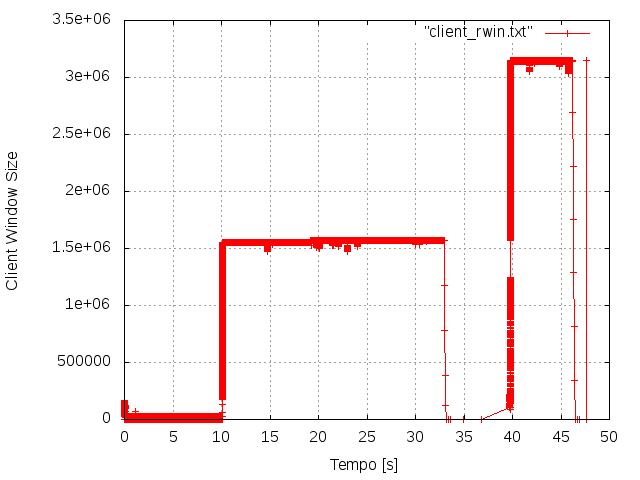 3.5e+06
3e+06
2.5e+06
2e+06
1.5e+06
1e+06
500000
0
Client Window Size
"client_rwin.txt"
0 5 10 15 20 25 30 35 40 45 50
Tempo [s]